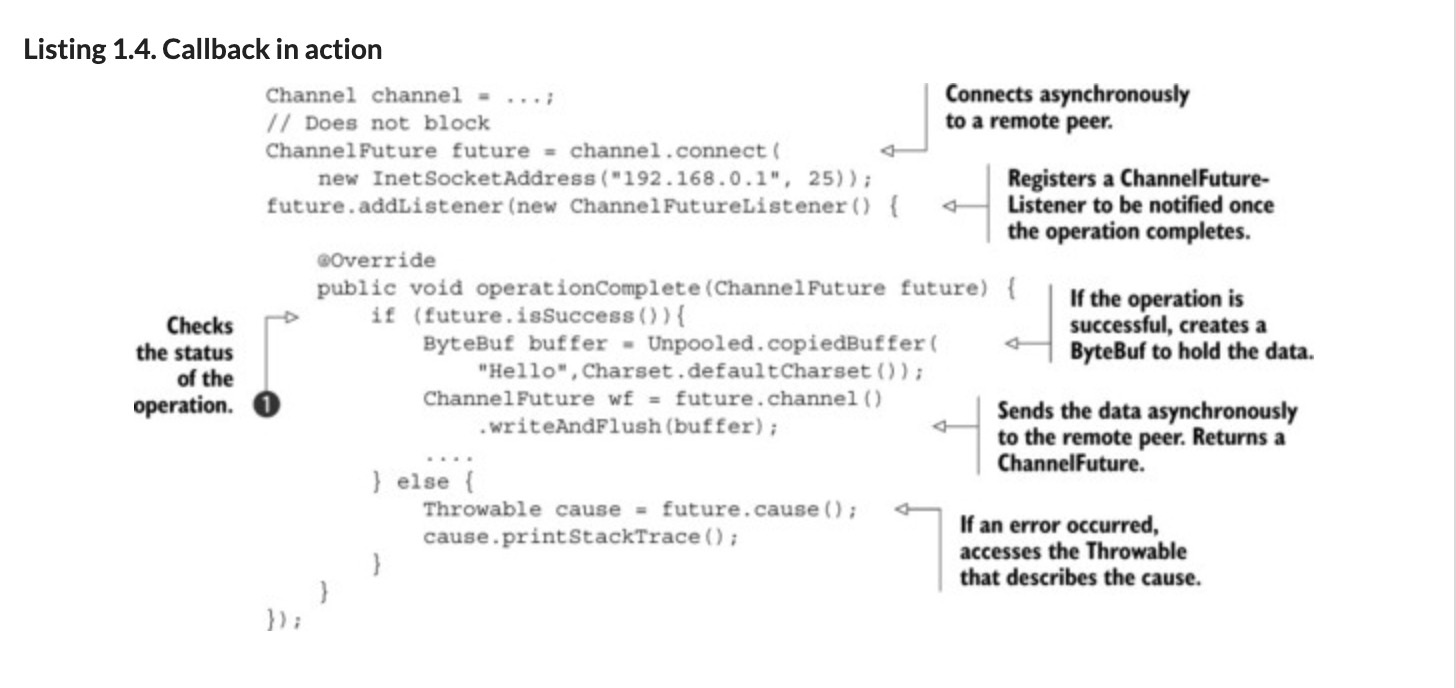 Listing 1.4. Callback in action
Channel channel = ...;
// Does not block
ChannelFuture future = channel.connect(
new InetSocketAddress("192.168.0.1", 25));
future.addListener(new ChannelFutureListener() {
@Override
public void operationComplete(ChannelFuture future) {
if (future.isSuccess()){
ByteBuf buffer = Unpooled.copiedBuffer(
"Hello",Charset.defaultCharset());
ChannelFuture wf = future.channel()
.writeAndFlush(buffer);
....
} else {
Throwable cause = future.cause();
cause.printStackTrace();
}
}
});
Connects asynchronously
to a remote peer.
Registers a ChannelFuture-
Listener to be notified once
the operation completes.
If the operation is
successful, creates a
ByteBuf to hold the data.
Checks
the status
of the
operation. 1
Sends the data asynchronously
to the remote peer. Returns a
ChannelFuture.
If an error occurred,
accesses the Throwable
that describes the cause.